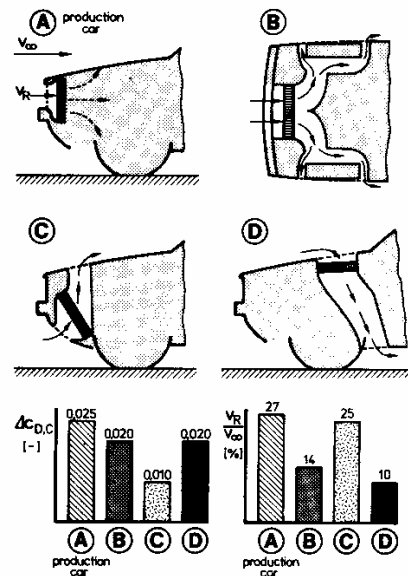 A production car
B
V∞
VR
C
D
ΔcD,C
[-]
0,025
0,020
0,010
0,020
A
B
C
D
production car
VR
V∞
[%]
27
14
25
10
A
B
C
D
production car